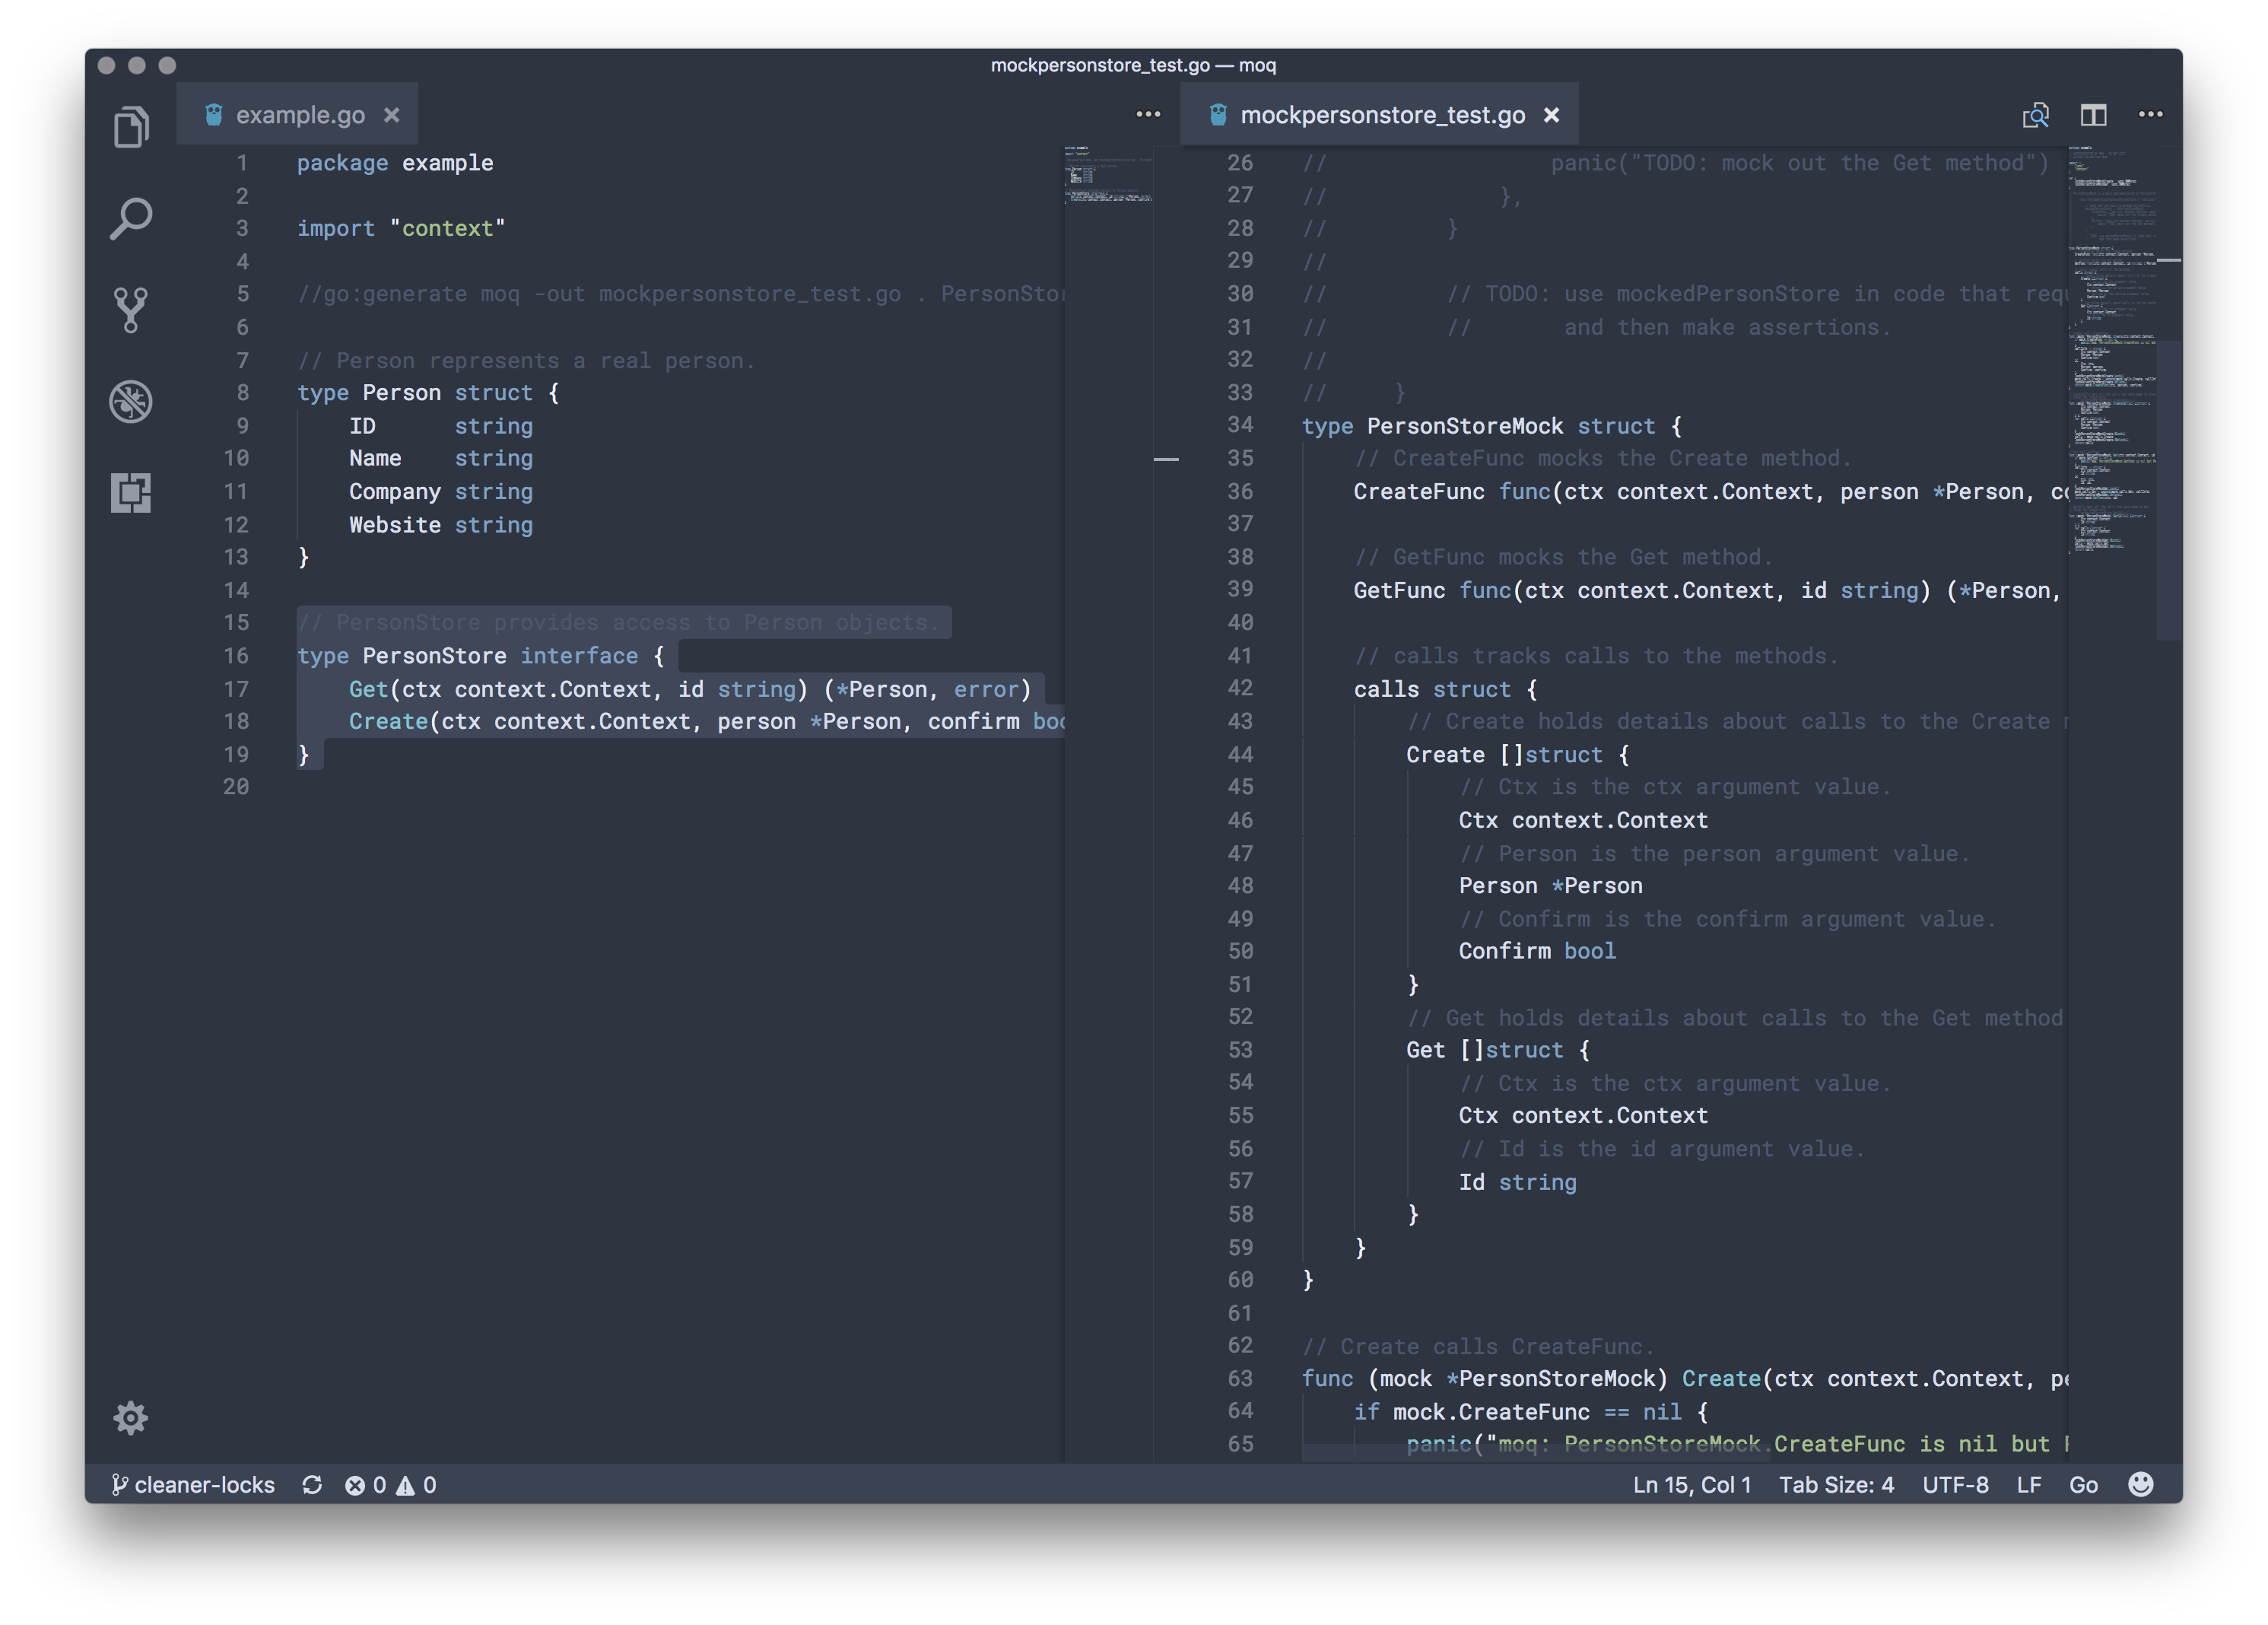 mockpersonstore_test.go — moq
example.go
1 package example
2
3 import "context"
4
5 //go:generate moq -out mockpersonstore_test.go . PersonStor
6
7 // Person represents a real person.
8 type Person struct {
9 ID string
10 Name string
11 Company string
12 Website string
13 }
14
15 // PersonStore provides access to Person objects.
16 type PersonStore interface {
17 Get(ctx context.Context, id string) (*Person, error)
18 Create(ctx context.Context, person *Person, confirm boo
19 }
20
mockpersonstore_test.go
26 // panic("TODO: mock out the Get method")
27 // },
28 // }
29 //
30 // // TODO: use mockedPersonStore in code that requ
31 // // and then make assertions.
32 //
33 // }
34 type PersonStoreMock struct {
35 // CreateFunc mocks the Create method.
36 CreateFunc func(ctx context.Context, person *Person, co
37
38 // GetFunc mocks the Get method.
39 GetFunc func(ctx context.Context, id string) (*Person,
40
41 // calls tracks calls to the methods.
42 calls struct {
43 // Create holds details about calls to the Create m
44 Create []struct {
45 // Ctx is the ctx argument value.
46 Ctx context.Context
47 // Person is the person argument value.
48 Person *Person
49 // Confirm is the confirm argument value.
50 Confirm bool
51 }
52 // Get holds details about calls to the Get method
53 Get []struct {
54 // Ctx is the ctx argument value.
55 Ctx context.Context
56 // Id is the id argument value.
57 Id string
58 }
59 }
60 }
61
62 // Create calls CreateFunc.
63 func (mock *PersonStoreMock) Create(ctx context.Context, pe
64 if mock.CreateFunc == nil {
65 panic("moq: PersonStoreMock.CreateFunc is nil but P
cleaner-locks 0 0
Ln 15, Col 1 Tab Size: 4 UTF-8 LF Go